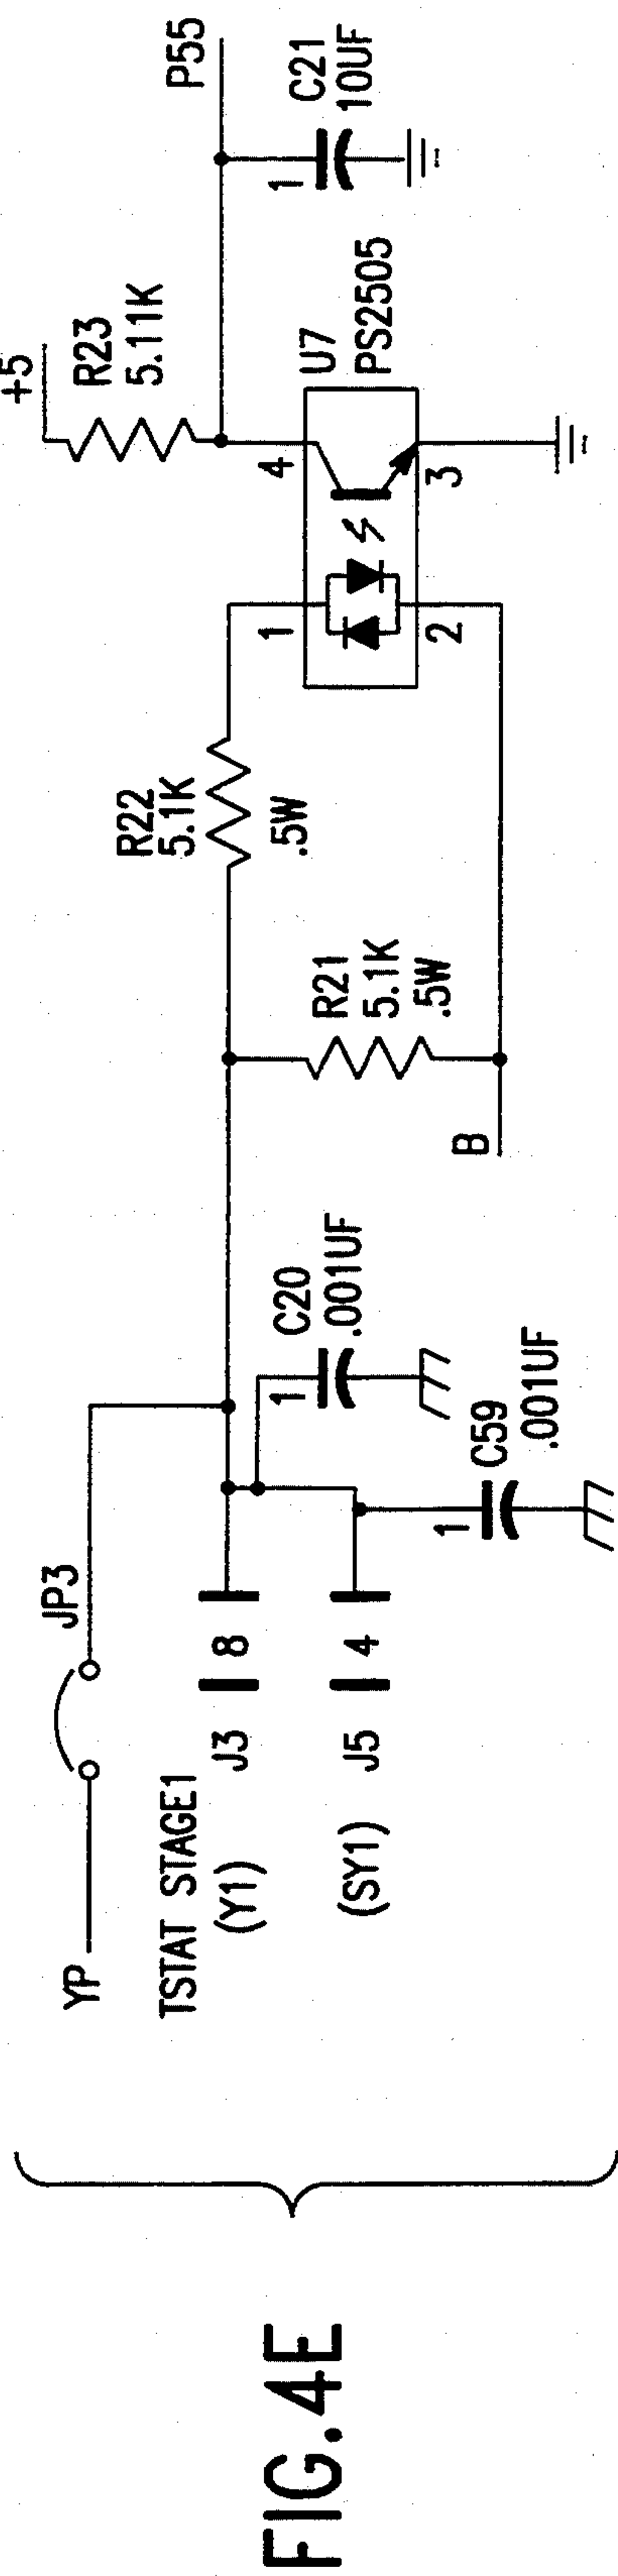 FIG. 4E
YP
JP3
TSTAT STAGE1
(Y1)
J3
8
(SY1)
J5
4
1
C59
.001UF
1
C20
.001UF
B
R21
5.1K
.5W
R22
5.1K
.5W
1
2
4
3
U7
PS2505
+5
R23
5.11K
P55
1
C21
10UF